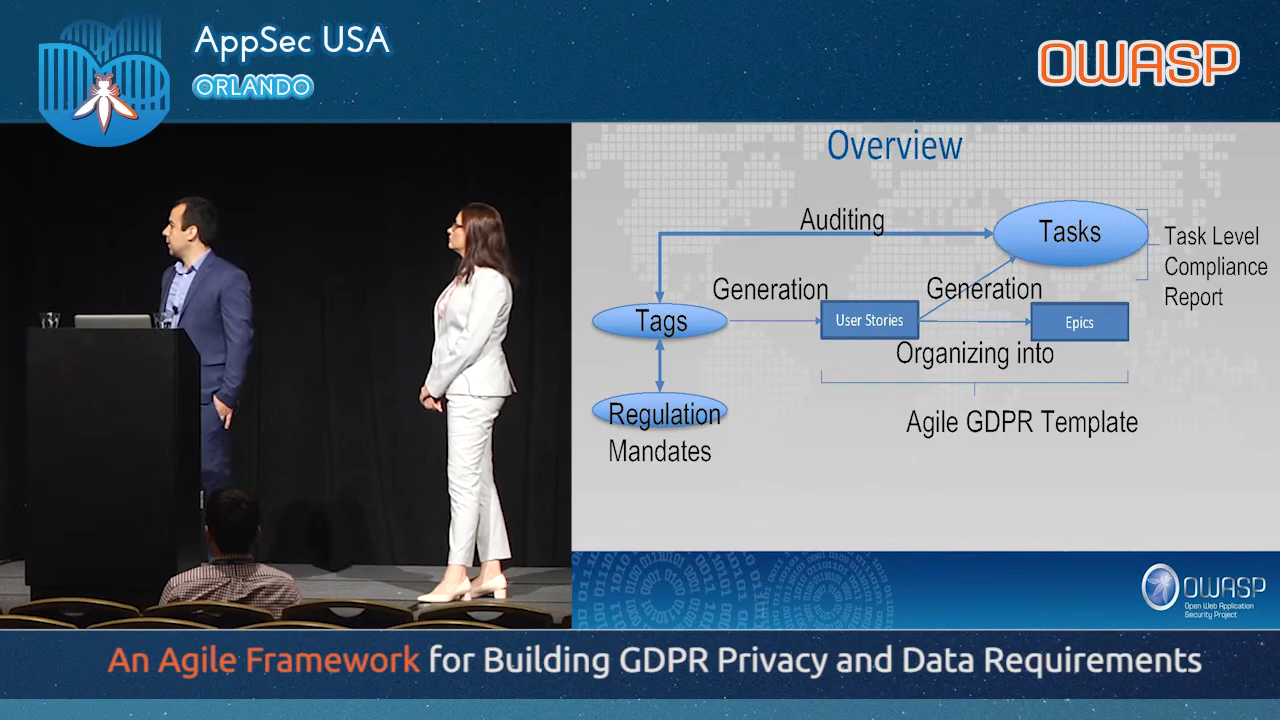 AppSec USA
ORLANDO
OWASP
Overview
Auditing
Tasks
Task Level
Compliance
Report
Generation
Generation
Tags
User Stories
Epics
Organizing into
Regulation
Mandates
Agile GDPR Template
OWASP
Open Web Application
Security Project
An Agile Framework for Building GDPR Privacy and Data Requirements